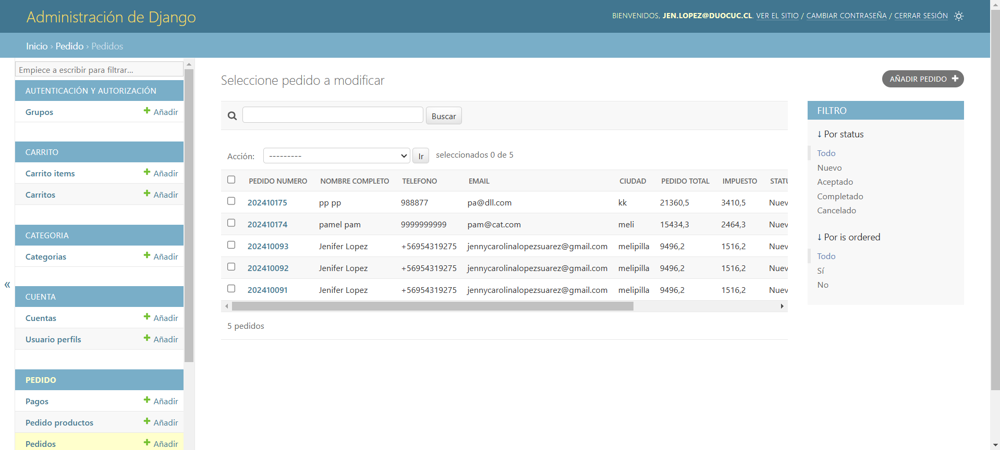 Administración de Django
BIENVENIDOS, JEN.LOPEZ@DUOCUC.CL. VER EL SITIO / CAMBIAR CONTRASEÑA / CERRAR SESIÓN
Inicio › Pedido › Pedidos
Empiece a escribir para filtrar...
AUTENTICACIÓN Y AUTORIZACIÓN
Grupos Añadir
CARRITO
Carrito items Añadir
Carritos Añadir
CATEGORIA
Categorias Añadir
CUENTA
Cuentas Añadir
Usuario perfils Añadir
PEDIDO
Pagos Añadir
Pedido productos Añadir
Pedidos Añadir
«
Seleccione pedido a modificar
AÑADIR PEDIDO
Buscar
Acción: --------- Ir seleccionados 0 de 5
PEDIDO NUMERO NOMBRE COMPLETO TELEFONO EMAIL CIUDAD PEDIDO TOTAL IMPUESTO STATU
202410175 pp pp 988877 pa@dll.com kk 21360,5 3410,5 Nuev
202410174 pamel pam 9999999999 pam@cat.com meli 15434,3 2464,3 Nuev
202410093 Jenifer Lopez +56954319275 jennycarolinalopezsuarez@gmail.com melipilla 9496,2 1516,2 Nuev
202410092 Jenifer Lopez +56954319275 jennycarolinalopezsuarez@gmail.com melipilla 9496,2 1516,2 Nuev
202410091 Jenifer Lopez +56954319275 jennycarolinalopezsuarez@gmail.com melipilla 9496,2 1516,2 Nuev
5 pedidos
FILTRO
↓ Por status
Todo
Nuevo
Aceptado
Completado
Cancelado
↓ Por is ordered
Todo
Sí
No